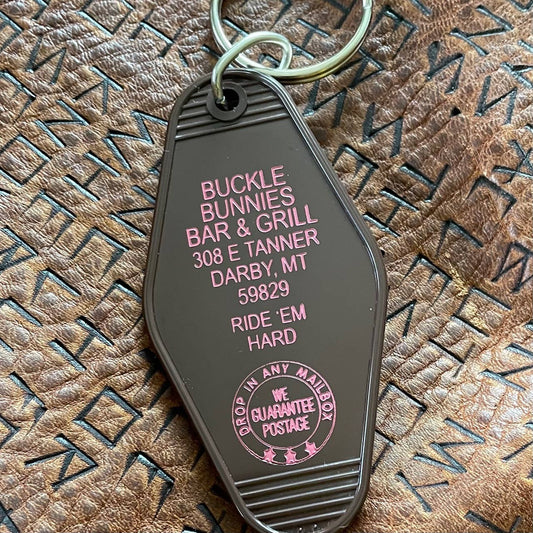 BUCKLE
BUNNIES
BAR & GRILL
308 E TANNER
DARBY, MT
59829
RIDE 'EM
HARD
DROP IN ANY MAILBOX
WE
GUARANTEE
POSTAGE